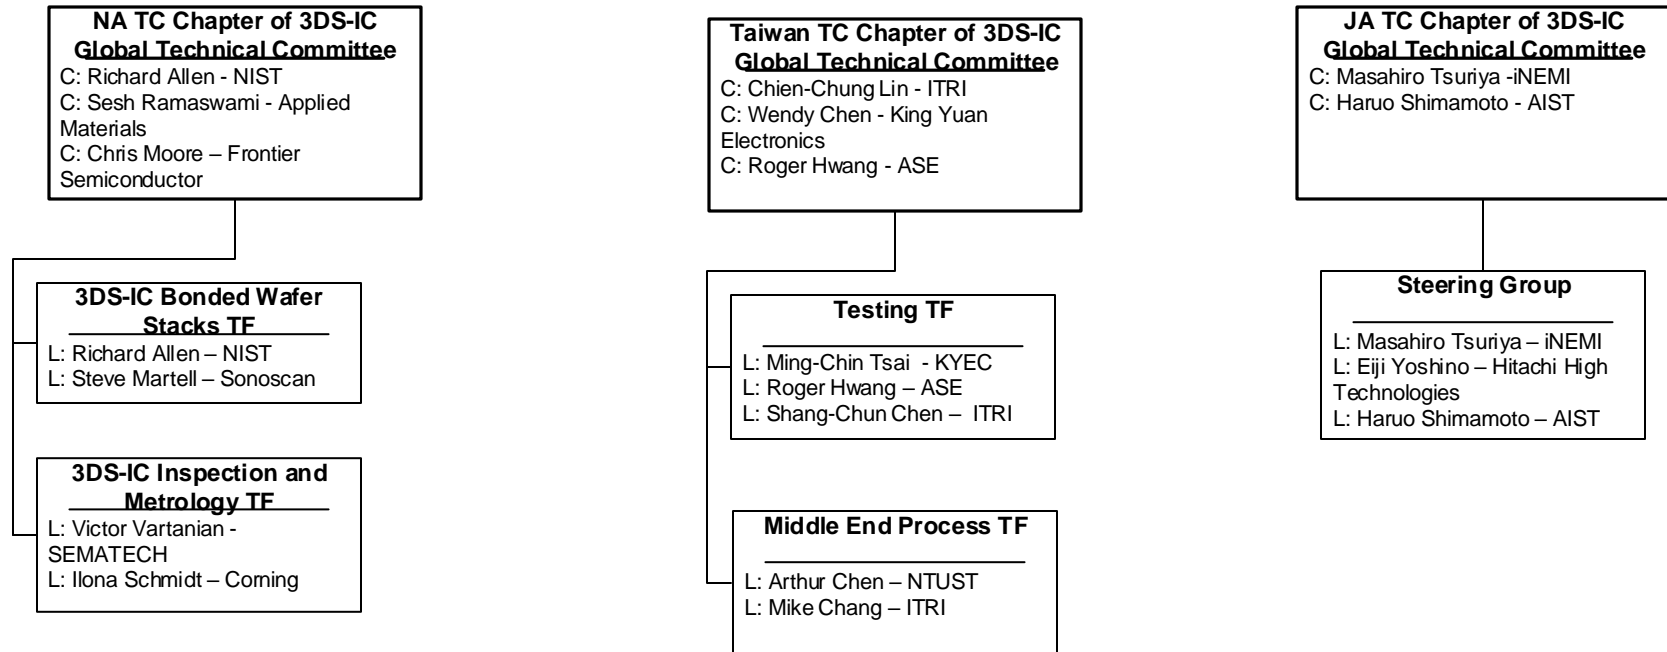 NA TC Chapter of 3DS-IC
Global Technical Committee
C: Richard Allen - NIST
C: Sesh Ramaswami - Applied
Materials
C: Chris Moore – Frontier
Semiconductor
3DS-IC Bonded Wafer
Stacks TF
L: Richard Allen – NIST
L: Steve Martell – Sonoscan
3DS-IC Inspection and
Metrology TF
L: Victor Vartanian -
SEMATECH
L: Ilona Schmidt – Corning
Taiwan TC Chapter of 3DS-IC
Global Technical Committee
C: Chien-Chung Lin - ITRI
C: Wendy Chen - King Yuan
Electronics
C: Roger Hwang - ASE
Testing TF
L: Ming-Chin Tsai - KYEC
L: Roger Hwang – ASE
L: Shang-Chun Chen – ITRI
Middle End Process TF
L: Arthur Chen – NTUST
L: Mike Chang – ITRI
JA TC Chapter of 3DS-IC
Global Technical Committee
C: Masahiro Tsuriya -iNEMI
C: Haruo Shimamoto - AIST
Steering Group
L: Masahiro Tsuriya – iNEMI
L: Eiji Yoshino – Hitachi High
Technologies
L: Haruo Shimamoto – AIST